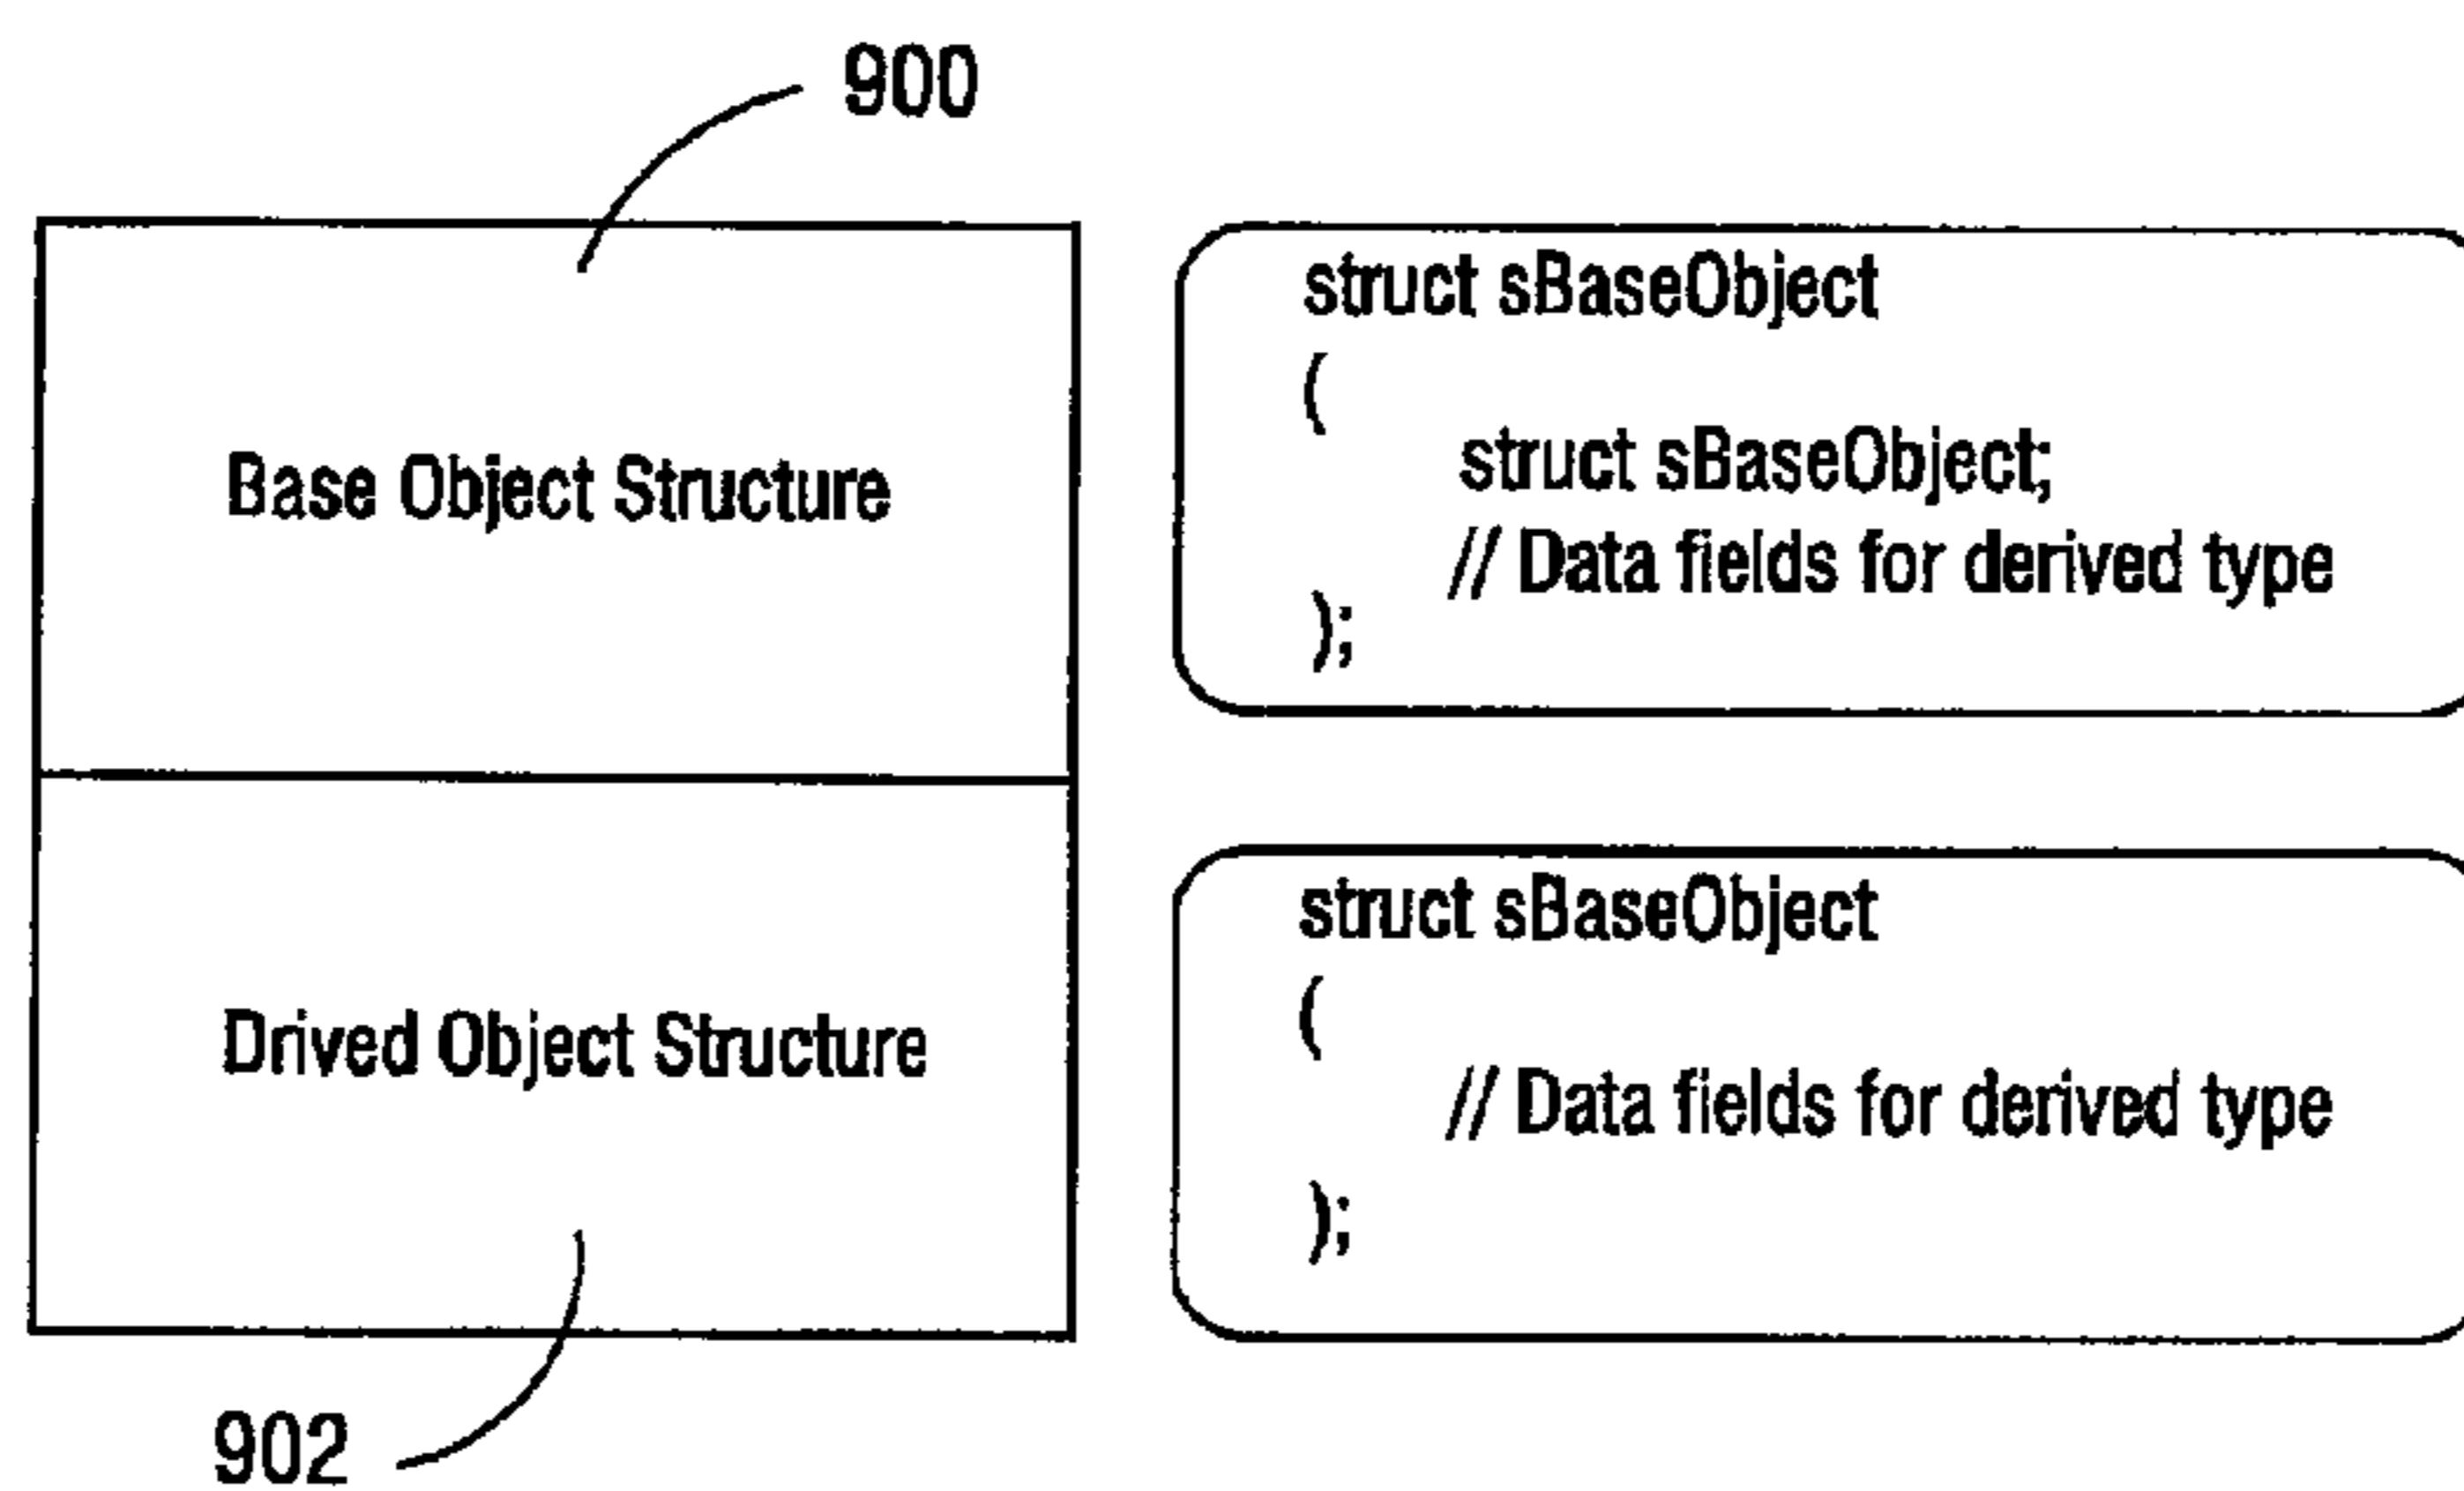 900
Base Object Structure
struct sBaseObject
(
struct sBaseObject;
// Data fields for derived type
);
Drived Object Structure
struct sBaseObject
(
// Data fields for derived type
);
902